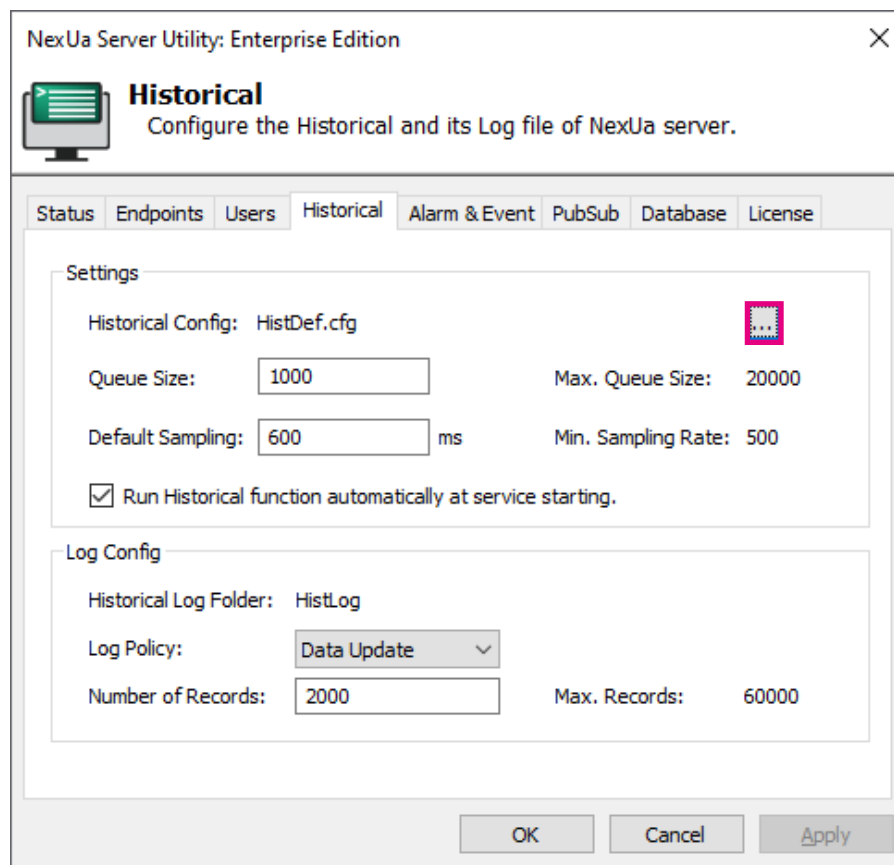 NexUa Server Utility: Enterprise Edition
Historical
Configure the Historical and its Log file of NexUa server.
Status Endpoints Users Historical Alarm & Event PubSub Database License
Settings
Historical Config: HistDef.cfg ...
Queue Size: 1000 Max. Queue Size: 20000
Default Sampling: 600 ms Min. Sampling Rate: 500
Run Historical function automatically at service starting.
Log Config
Historical Log Folder: HistLog
Log Policy: Data Update
Number of Records: 2000 Max. Records: 60000
OK Cancel Apply